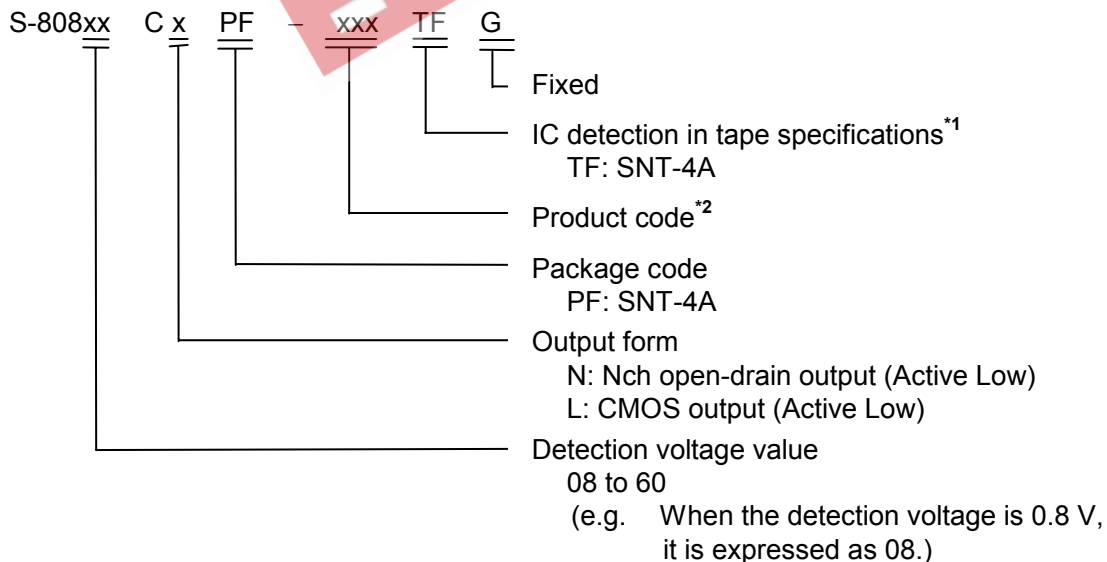 S-808xx C x PF – xxx TF G
Fixed
IC detection in tape specifications*1
TF: SNT-4A
Product code*2
Package code
PF: SNT-4A
Output form
N: Nch open-drain output (Active Low)
L: CMOS output (Active Low)
Detection voltage value
08 to 60
(e.g. When the detection voltage is 0.8 V,
it is expressed as 08.)